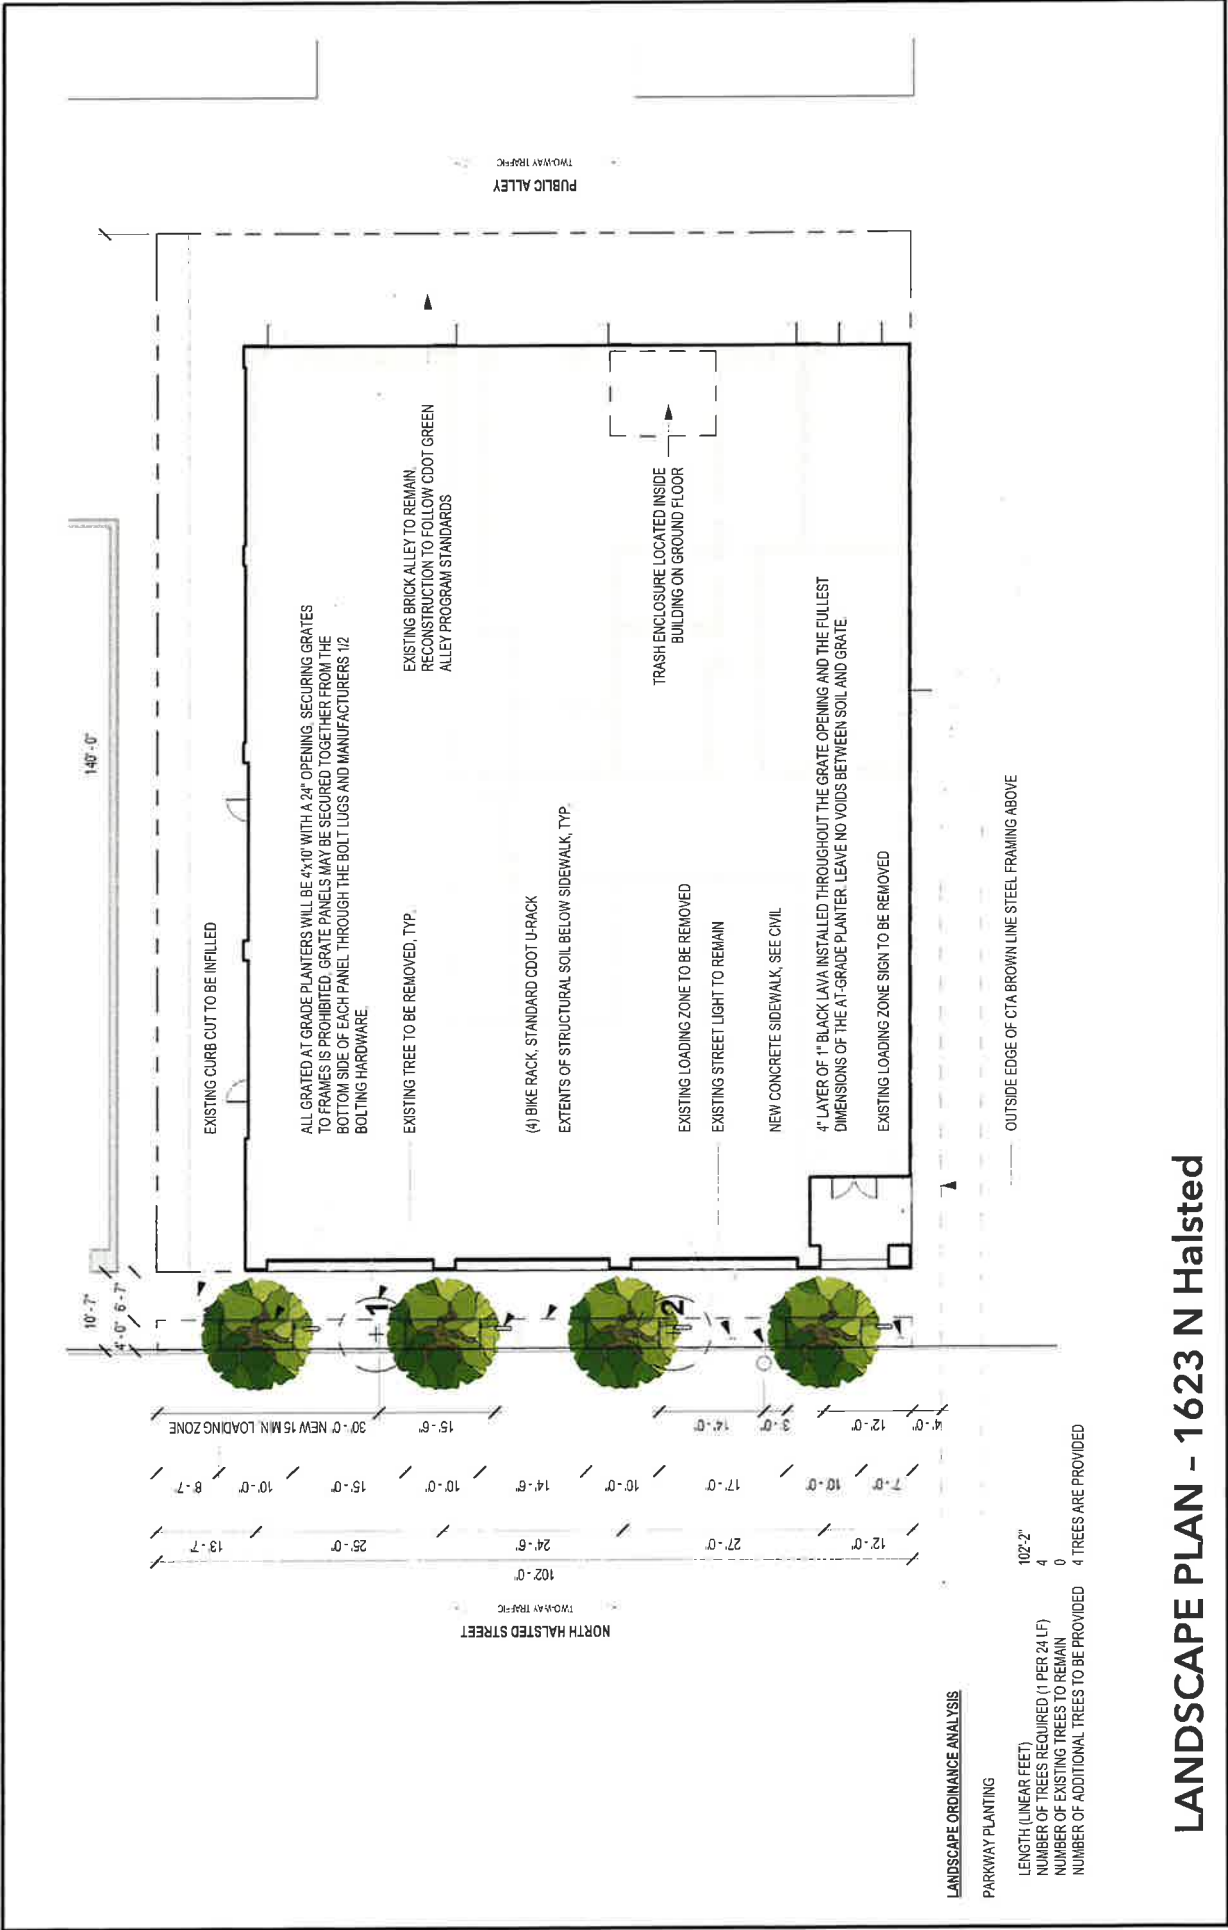 140'-0"
PUBLIC ALLEY
TWO-WAY TRAFFIC
EXISTING CURB CUT TO BE INFILLED
ALL GRATED AT GRADE PLANTERS WILL BE 4'x10' WITH A 24" OPENING, SECURING GRATES
TO FRAMES IS PROHIBITED. GRATE PANELS MAY BE SECURED TOGETHER FROM THE
BOTTOM SIDE OF EACH PANEL THROUGH THE BOLT LUGS AND MANUFACTURERS 1/2
BOLTING HARDWARE.
EXISTING TREE TO BE REMOVED, TYP.
EXISTING BRICK ALLEY TO REMAIN.
RECONSTRUCTION TO FOLLOW CDOT GREEN
ALLEY PROGRAM STANDARDS
(4) BIKE RACK, STANDARD CDOT U-RACK
EXTENTS OF STRUCTURAL SOIL BELOW SIDEWALK, TYP.
TRASH ENCLOSURE LOCATED INSIDE
BUILDING ON GROUND FLOOR
EXISTING LOADING ZONE TO BE REMOVED
EXISTING STREET LIGHT TO REMAIN
NEW CONCRETE SIDEWALK, SEE CIVIL
4" LAYER OF 1" BLACK LAVA INSTALLED THROUGHOUT THE GRATE OPENING AND THE FULLEST
DIMENSIONS OF THE AT-GRADE PLANTER. LEAVE NO VOIDS BETWEEN SOIL AND GRATE.
EXISTING LOADING ZONE SIGN TO BE REMOVED
OUTSIDE EDGE OF CTA BROWN LINE STEEL FRAMING ABOVE
10'-7"
4'-0" 6'-7"
1
2
30'-0" NEW 15 MIN. LOADING ZONE
15'-6"
14'-0"
3'-0"
12'-0"
4'-0"
8'-7"
10'-0"
15'-0"
10'-0"
14'-6"
10'-0"
17'-0"
10'-0"
7'-0"
13'-7"
25'-0"
24'-6"
27'-0"
12'-0"
102'-0"
TWO-WAY TRAFFIC
NORTH HALSTED STREET
LANDSCAPE ORDINANCE ANALYSIS
PARKWAY PLANTING
LENGTH (LINEAR FEET) 102'-2"
NUMBER OF TREES REQUIRED (1 PER 24 LF) 4
NUMBER OF EXISTING TREES TO REMAIN 0
NUMBER OF ADDITIONAL TREES TO BE PROVIDED 4 TREES ARE PROVIDED
LANDSCAPE PLAN - 1623 N Halsted